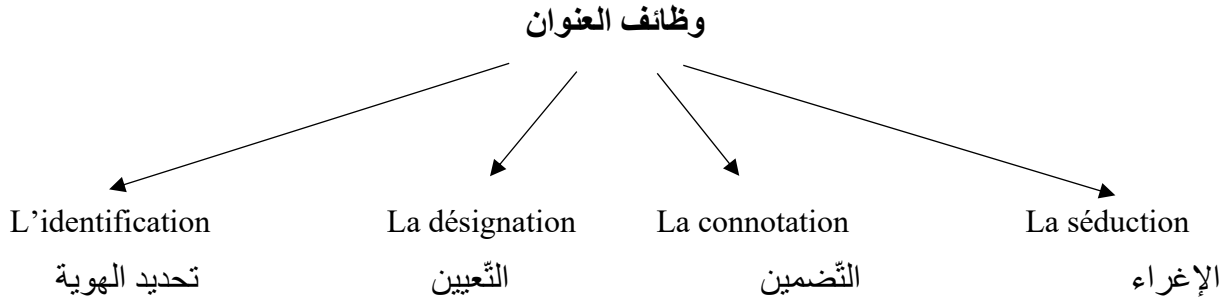 وظائف العنوان
L’identification La désignation La connotation La séduction
تحديد الهوية التّعيين التّضمين الإغراء